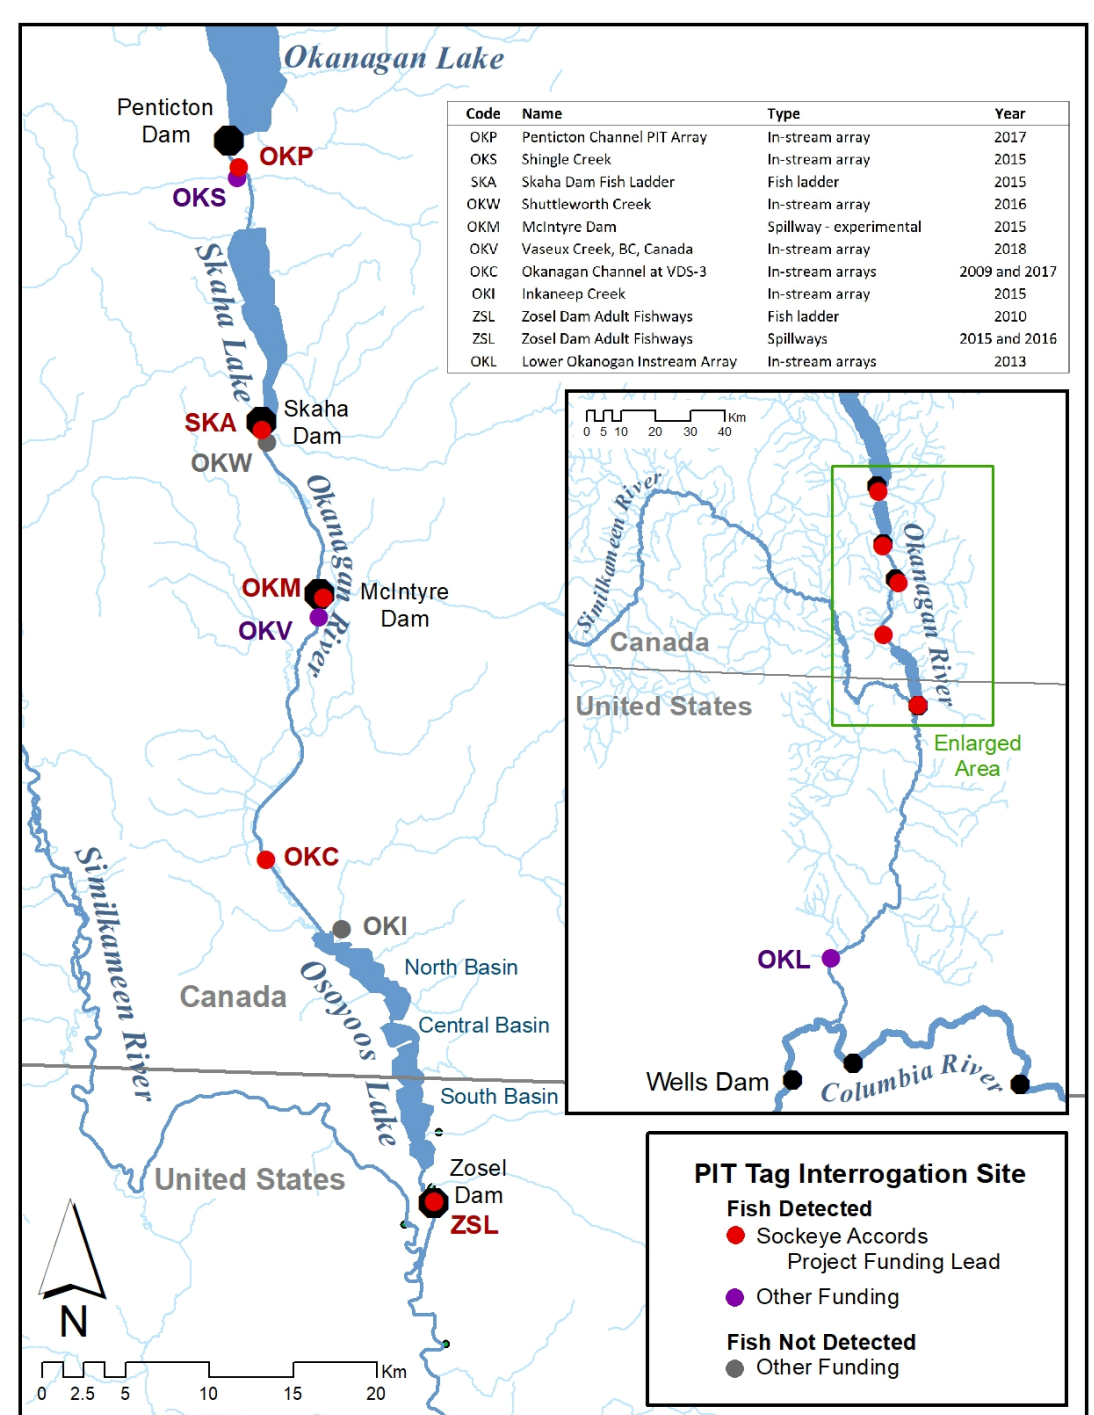 Okanagan Lake
Penticton
Dam
OKP
OKS
Code Name Type Year
OKP Penticton Channel PIT Array In-stream array 2017
OKS Shingle Creek In-stream array 2015
SKA Skaha Dam Fish Ladder Fish ladder 2015
OKW Shuttleworth Creek In-stream array 2016
OKM McIntyre Dam Spillway - experimental 2015
OKV Vaseux Creek, BC, Canada In-stream array 2018
OKC Okanagan Channel at VDS-3 In-stream arrays 2009 and 2017
OKI Inkaneep Creek In-stream array 2015
ZSL Zosel Dam Adult Fishways Fish ladder 2010
ZSL Zosel Dam Adult Fishways Spillways 2015 and 2016
OKL Lower Okanogan Instream Array In-stream arrays 2013
Skaha Lake
SKA
Skaha
Dam
OKW
Okanagan River
OKM
McIntyre
Dam
OKV
OKC
OKI
Similkameen River
North Basin
Canada
Osoyoos Lake
Central Basin
South Basin
United States
Zosel
Dam
ZSL
N
Km
0 2.5 5 10 15 20
Km
0 5 10 20 30 40
Similkameen River
Okanagan River
Canada
United States
Enlarged
Area
OKL
Wells Dam
Columbia River
PIT Tag Interrogation Site
Fish Detected
Sockeye Accords
Project Funding Lead
Other Funding
Fish Not Detected
Other Funding